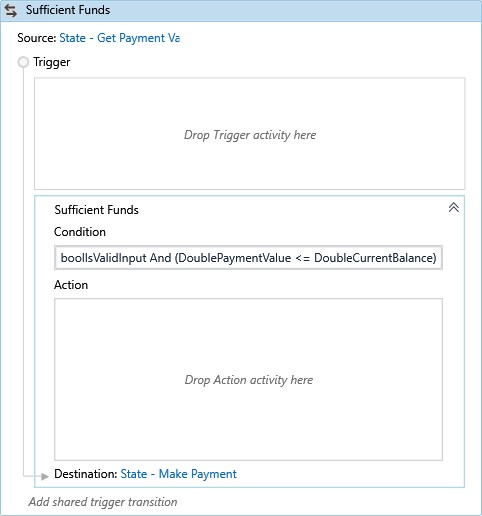 Sufficient Funds
Source: State - Get Payment Va
Trigger
Drop Trigger activity here
Sufficient Funds
Condition
boolIsValidInput And (DoublePaymentValue <= DoubleCurrentBalance)
Action
Drop Action activity here
Destination: State - Make Payment
Add shared trigger transition